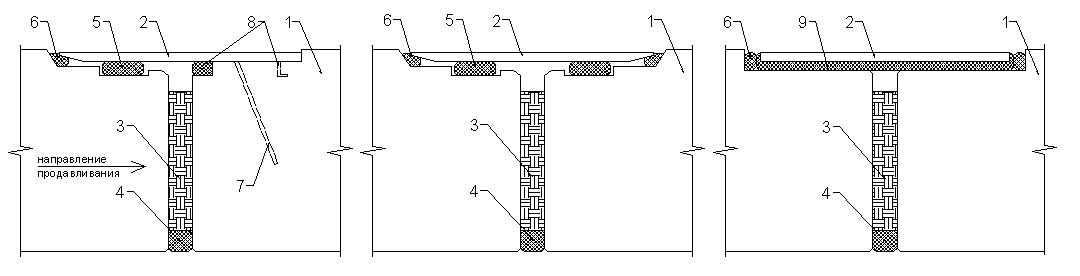 6 5 2 8 1
3
направление
продавливания
4 7
6 5 2 1
3
4
6 9 2 1
3
4